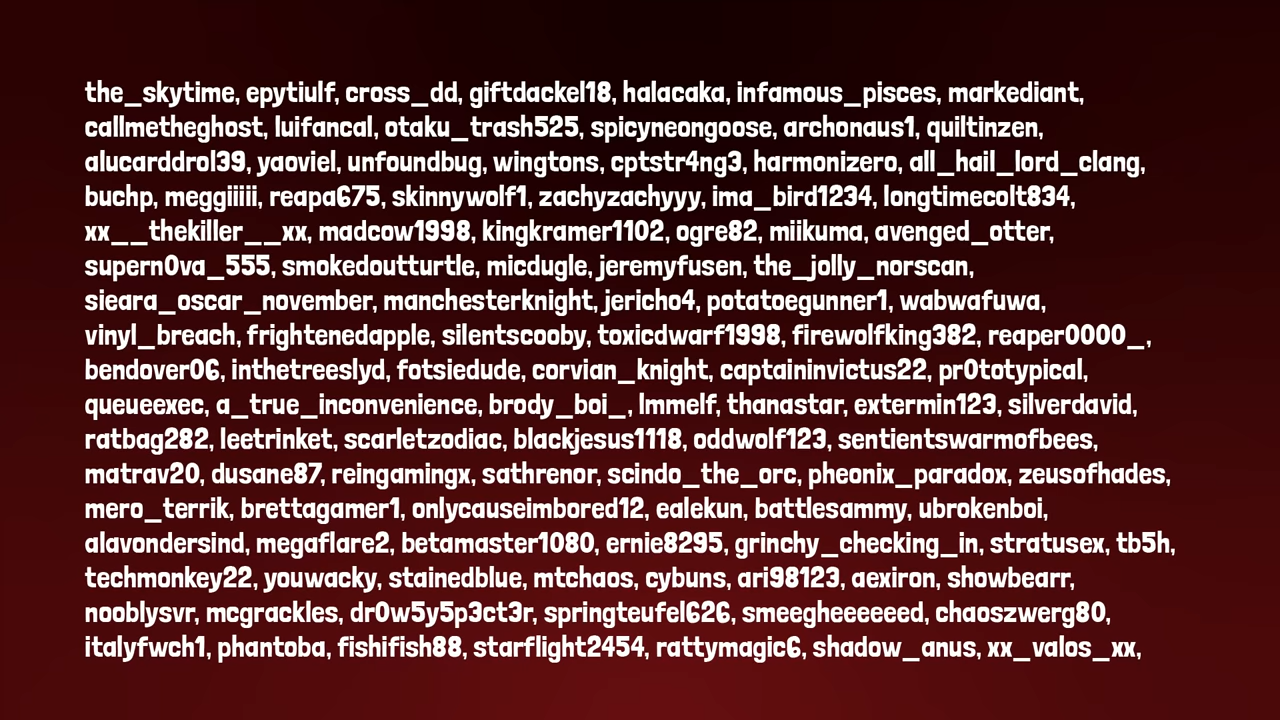 the_skytime, epytiulf, cross_dd, giftdackel18, halacaka, infamous_pisces, markediant,
callmetheghost, luifancal, otaku_trash525, spicyneongoose, archonaus1, quiltinzen,
alucarddrol39, yaoviel, unfoundbug, wingtons, cptstr4ng3, harmonizero, all_hail_lord_clang,
buchp, meggiiiii, reapa675, skinnywolf1, zachyzachyyy, ima_bird1234, longtimecolt834,
xx__thekiller__xx, madcow1998, kingkramer1102, ogre82, miikuma, avenged_otter,
supern0va_555, smokedoutturtle, micdugle, jeremyfusen, the_jolly_norscan,
sieara_oscar_november, manchesterknight, jericho4, potatoegunner1, wabwafuwa,
vinyl_breach, frightenedapple, silentscooby, toxicdwarf1998, firewolfking382, reaper0000_,
bendover06, inthetreeslyd, fotsiedude, corvian_knight, captaininvictus22, pr0totypical,
queueexec, a_true_inconvenience, brody_boi_, lmmelf, thanastar, extermin123, silverdavid,
ratbag282, leetrinket, scarletzodiac, blackjesus1118, oddwolf123, sentientswarmofbees,
matrav20, dusane87, reingamingx, sathrenor, scindo_the_orc, pheonix_paradox, zeusofhades,
mero_terrik, brettagamer1, onlycauseimbored12, ealekun, battlesammy, ubrokenboi,
alavondersind, megaflare2, betamaster1080, ernie8295, grinchy_checking_in, stratusex, tb5h,
techmonkey22, youwacky, stainedblue, mtchaos, cybuns, ari98123, aexiron, showbearr,
nooblysvr, mcgrackles, dr0w5y5p3ct3r, springteufel626, smeegheeeeeed, chaoszwerg80,
italyfwch1, phantoba, fishifish88, starflight2454, rattymagic6, shadow_anus, xx_valos_xx,